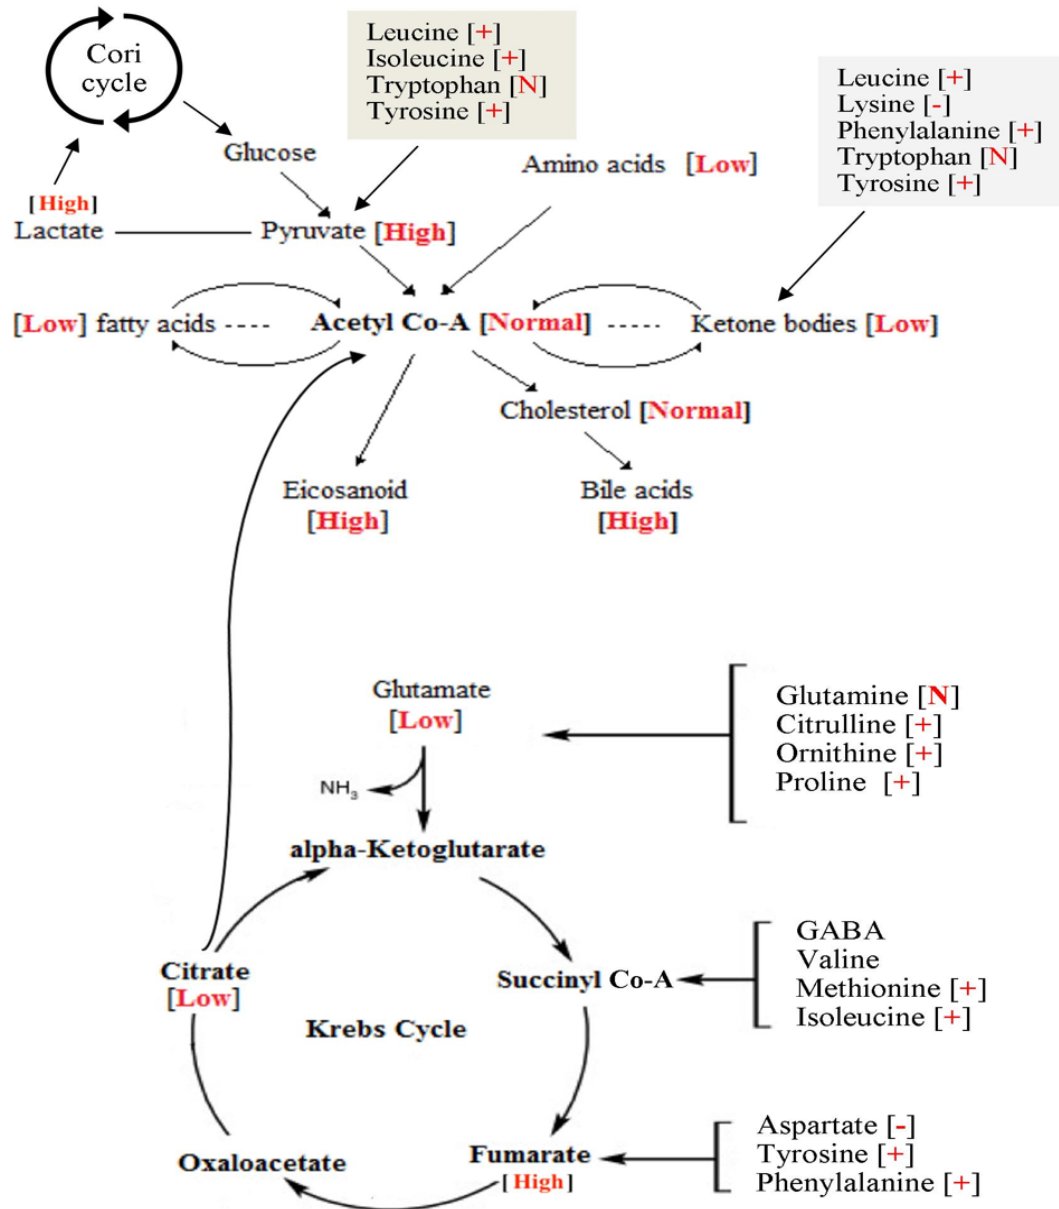 Cori
cycle
Leucine [+]
Isoleucine [+]
Tryptophan [N]
Tyrosine [+]
Leucine [+]
Lysine [-]
Phenylalanine [+]
Tryptophan [N]
Tyrosine [+]
Glucose
Amino acids [Low]
[High]
Lactate
Pyruvate [High]
[Low] fatty acids
Acetyl Co-A [Normal]
Ketone bodies [Low]
Cholesterol [Normal]
Eicosanoid
[High]
Bile acids
[High]
Glutamate
[Low]
Glutamine [N]
Citrulline [+]
Ornithine [+]
Proline [+]
NH3
alpha-Ketoglutarate
Citrate
[Low]
Succinyl Co-A
GABA
Valine
Methionine [+]
Isoleucine [+]
Krebs Cycle
Oxaloacetate
Fumarate
[High]
Aspartate [-]
Tyrosine [+]
Phenylalanine [+]